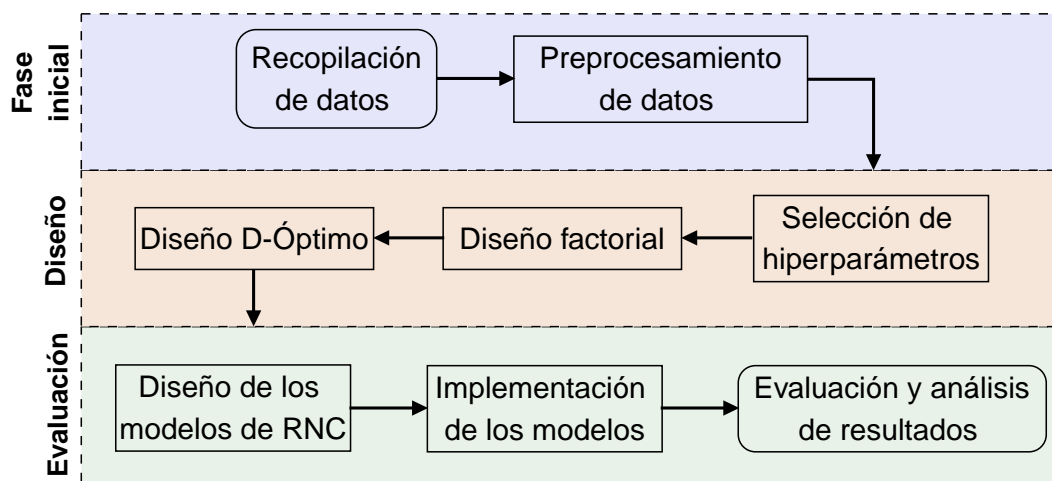 Fase
inicial
Recopilación
de datos
Preprocesamiento
de datos
Diseño
Diseño D-Óptimo
Diseño factorial
Selección de
hiperparámetros
Evaluación
Diseño de los
modelos de RNC
Implementación
de los modelos
Evaluación y análisis
de resultados